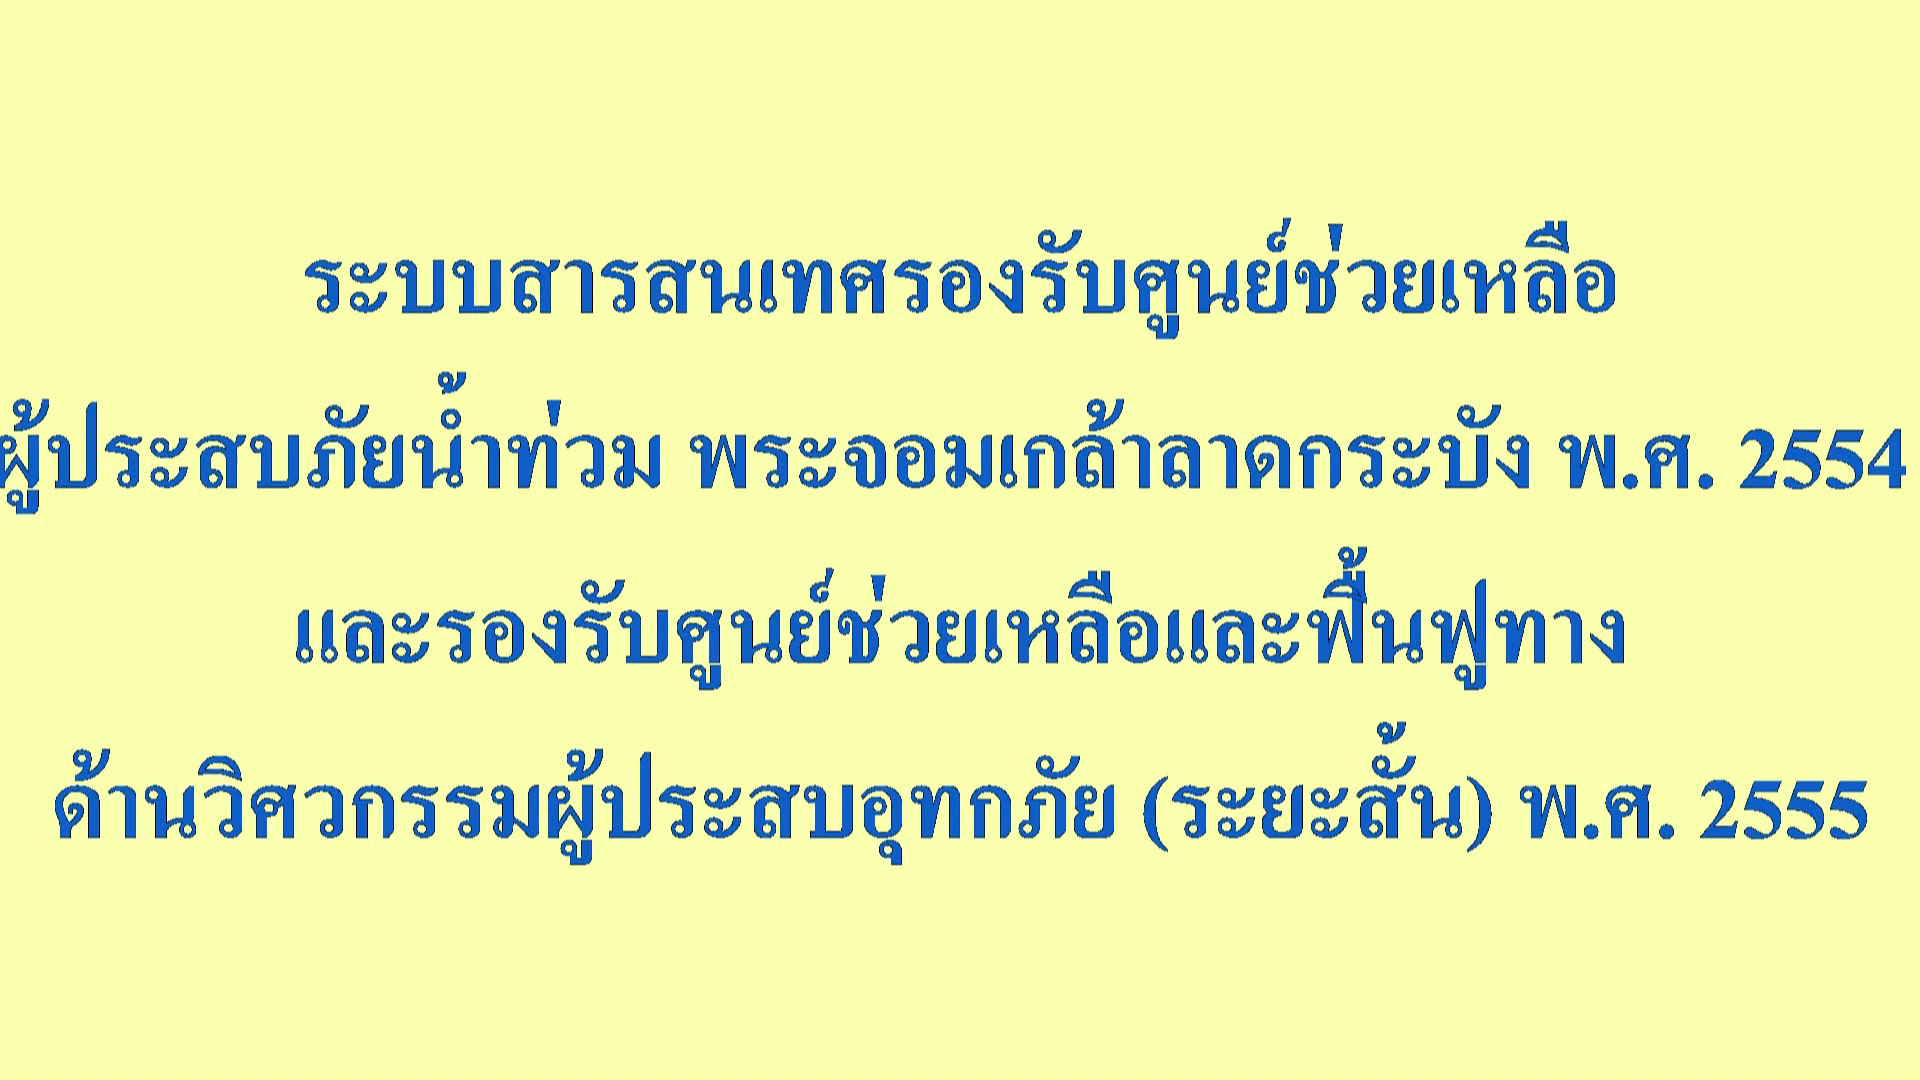 ระบบสารสนเทศรองรับศูนย์ช่วยเหลือ
ผู้ประสบภัยน้ำท่วม พระจอมเกล้าลาดกระบัง พ.ศ. 2554
และรองรับศูนย์ช่วยเหลือและฟื้นฟูทาง
ด้านวิศวกรรมผู้ประสบอุทกภัย (ระยะสั้น) พ.ศ. 2555